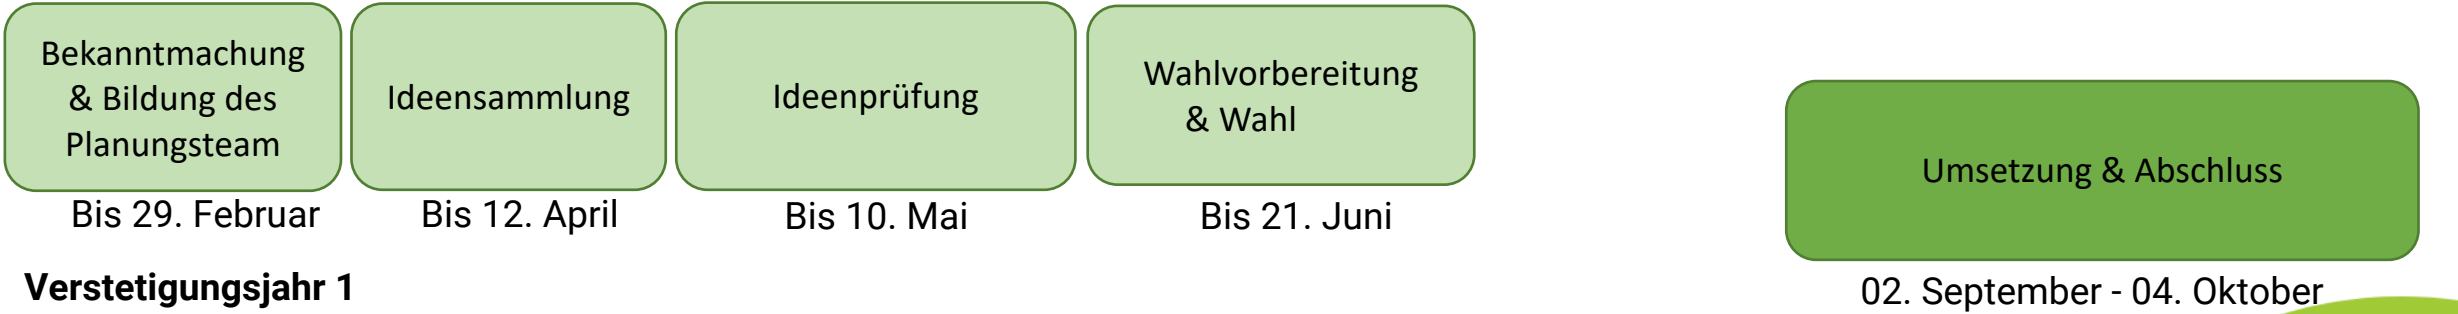 Bekanntmachung
& Bildung des
Planungsteam
Bis 29. Februar
Ideensammlung
Bis 12. April
Ideenprüfung
Bis 10. Mai
Wahlvorbereitung
& Wahl
Bis 21. Juni
Umsetzung & Abschluss
02. September - 04. Oktober
Verstetigungsjahr 1